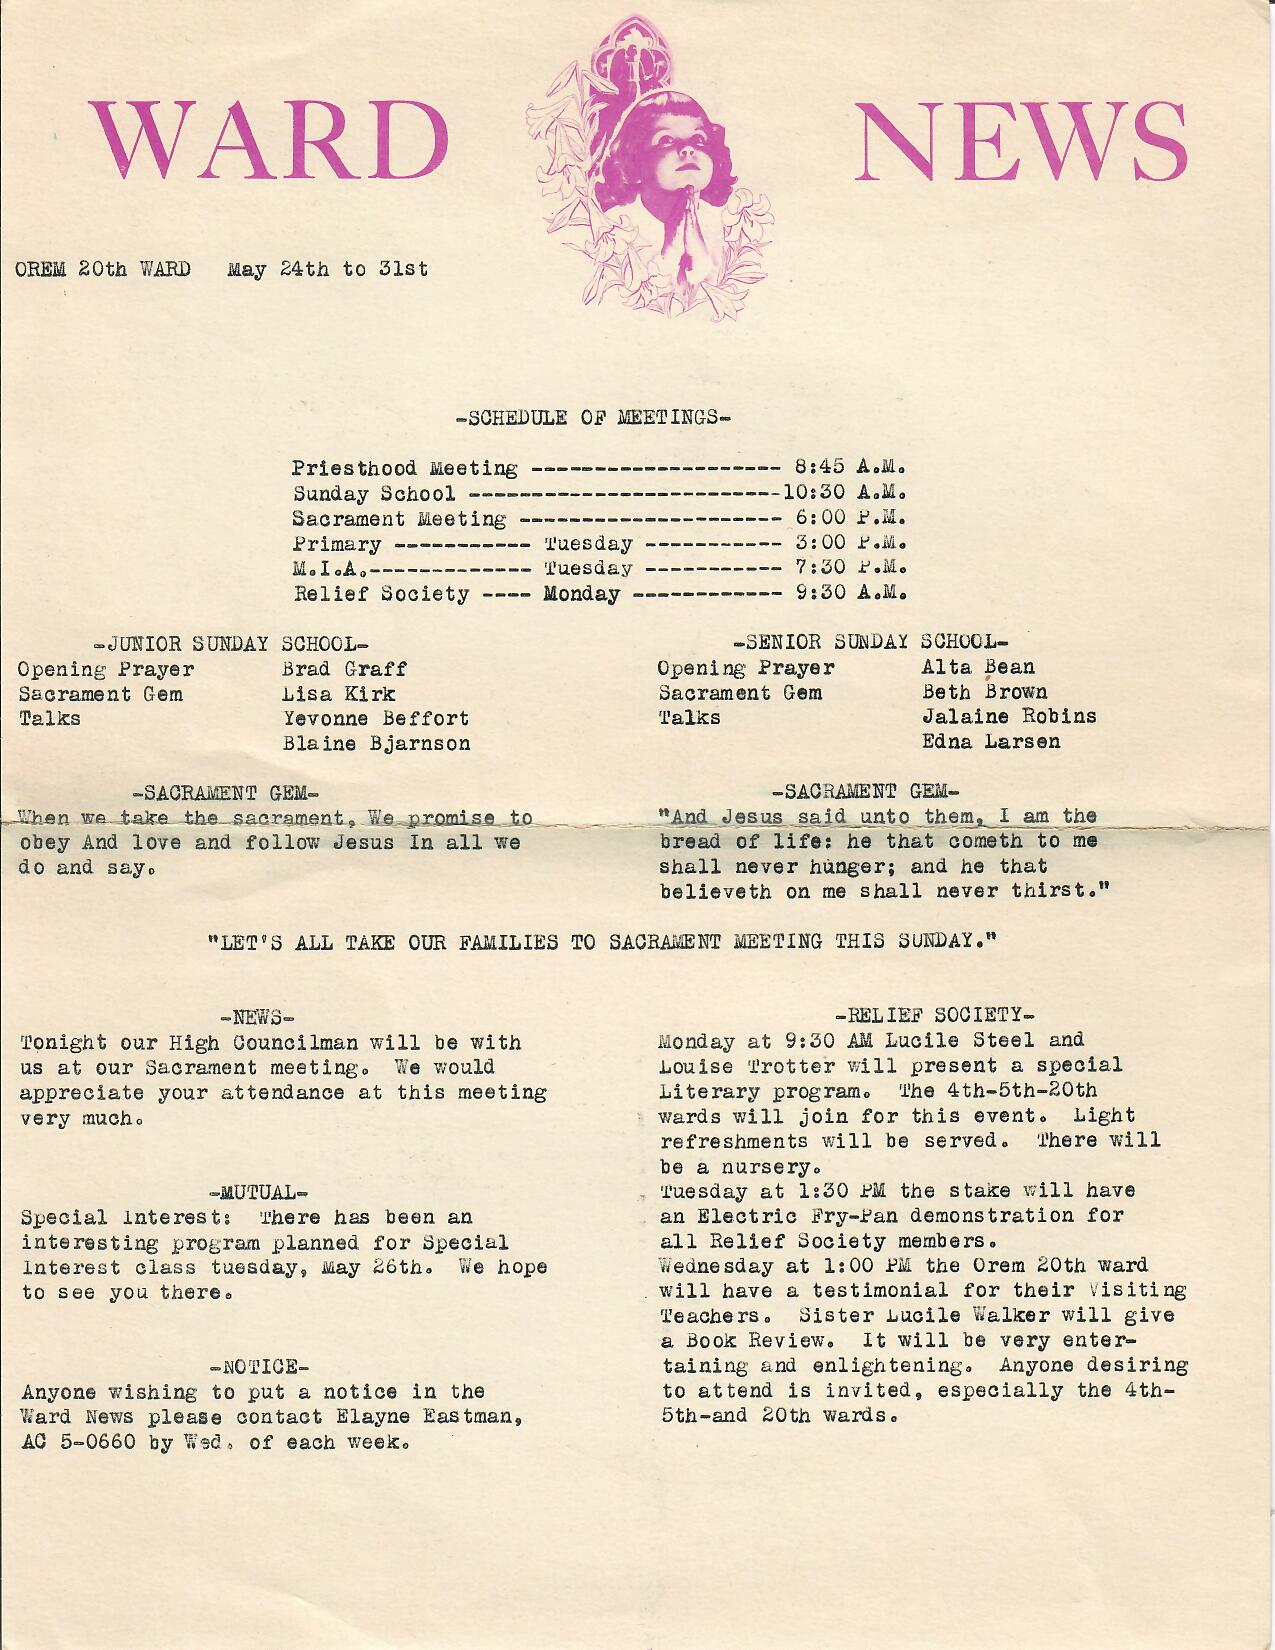 WARD NEWS
OREM 20th WARD May 24th to 31st
-SCHEDULE OF MEETINGS-
Priesthood Meeting -------------------- 8:45 A.M.
Sunday School -------------------------10:30 A.M.
Sacrament Meeting --------------------- 6:00 P.M.
Primary ----------- Tuesday ----------- 3:00 P.M.
M.I.A.------------- Tuesday ----------- 7:30 P.M.
Relief Society ---- Monday ------------ 9:30 A.M.
-JUNIOR SUNDAY SCHOOL-
Opening Prayer Brad Graff
Sacrament Gem Lisa Kirk
Talks Yevonne Beffort
Blaine Bjarnson
-SACRAMENT GEM-
When we take the sacrament, We promise to
obey And love and follow Jesus In all we
do and say.
-SENIOR SUNDAY SCHOOL-
Opening Prayer Alta Bean
Sacrament Gem Beth Brown
Talks Jalaine Robins
Edna Larsen
-SACRAMENT GEM-
"And Jesus said unto them, I am the
bread of life: he that cometh to me
shall never hunger; and he that
believeth on me shall never thirst."
"LET'S ALL TAKE OUR FAMILIES TO SACRAMENT MEETING THIS SUNDAY."
-NEWS-
Tonight our High Councilman will be with
us at our Sacrament meeting. We would
appreciate your attendance at this meeting
very much.
-MUTUAL-
Special Interest: There has been an
interesting program planned for Special
Interest class tuesday, May 26th. We hope
to see you there.
-NOTICE-
Anyone wishing to put a notice in the
Ward News please contact Elayne Eastman,
AC 5-0660 by Wed. of each week.
-RELIEF SOCIETY-
Monday at 9:30 AM Lucile Steel and
Louise Trotter will present a special
Literary program. The 4th-5th-20th
wards will join for this event. Light
refreshments will be served. There will
be a nursery.
Tuesday at 1:30 PM the stake will have
an Electric Fry-Pan demonstration for
all Relief Society members.
Wednesday at 1:00 PM the Orem 20th ward
will have a testimonial for their Visiting
Teachers. Sister Lucile Walker will give
a Book Review. It will be very enter-
taining and enlightening. Anyone desiring
to attend is invited, especially the 4th-
5th-and 20th wards.